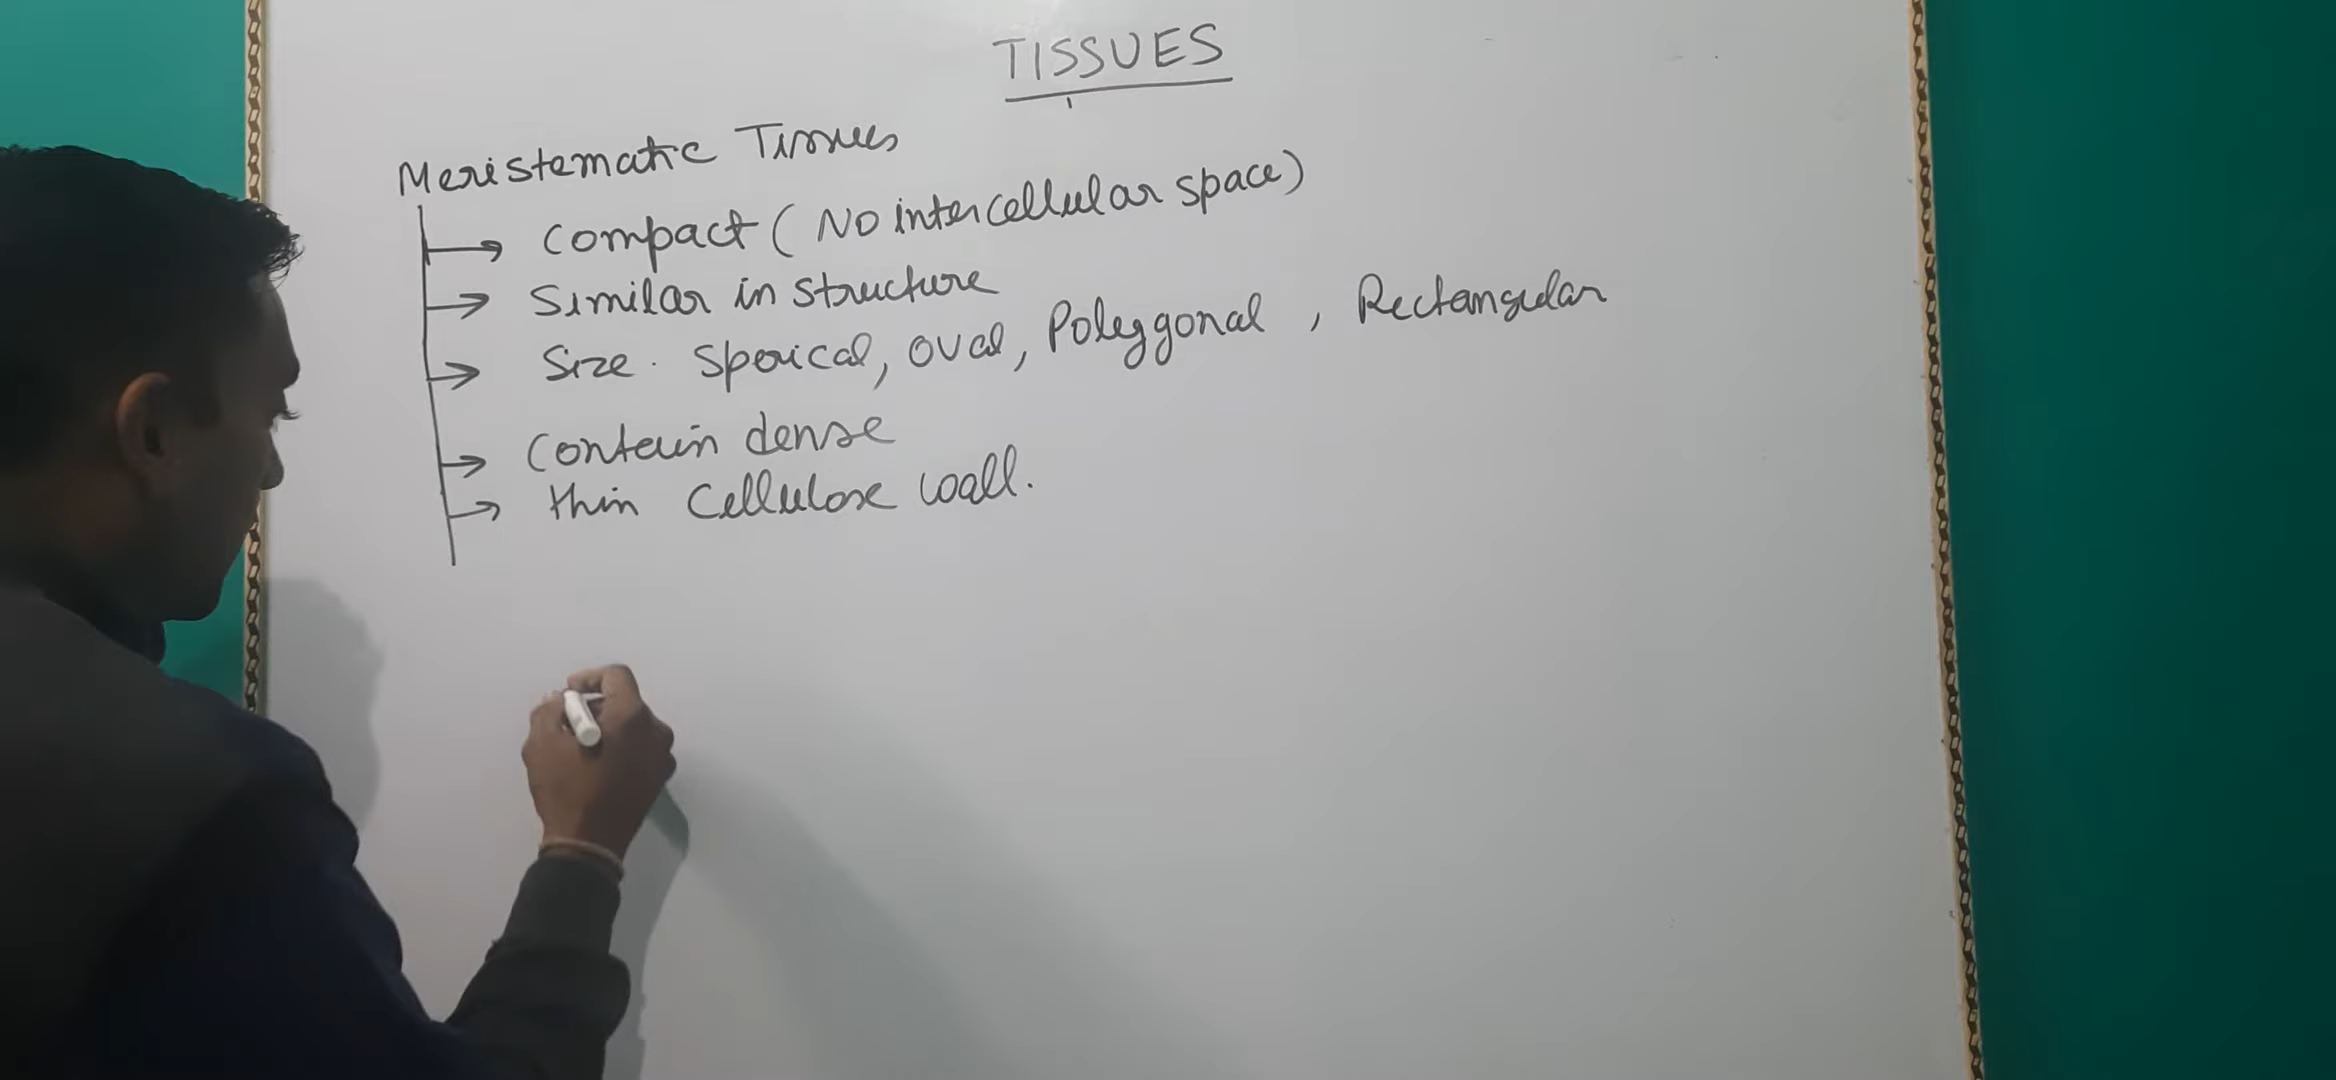 TISSUES
Meristematic Tissues
Compact (No intercellular space)
Similar in structure
Size. Sperical, oval, Polygonal, Rectangular
Contain dense
thin Cellulose wall.